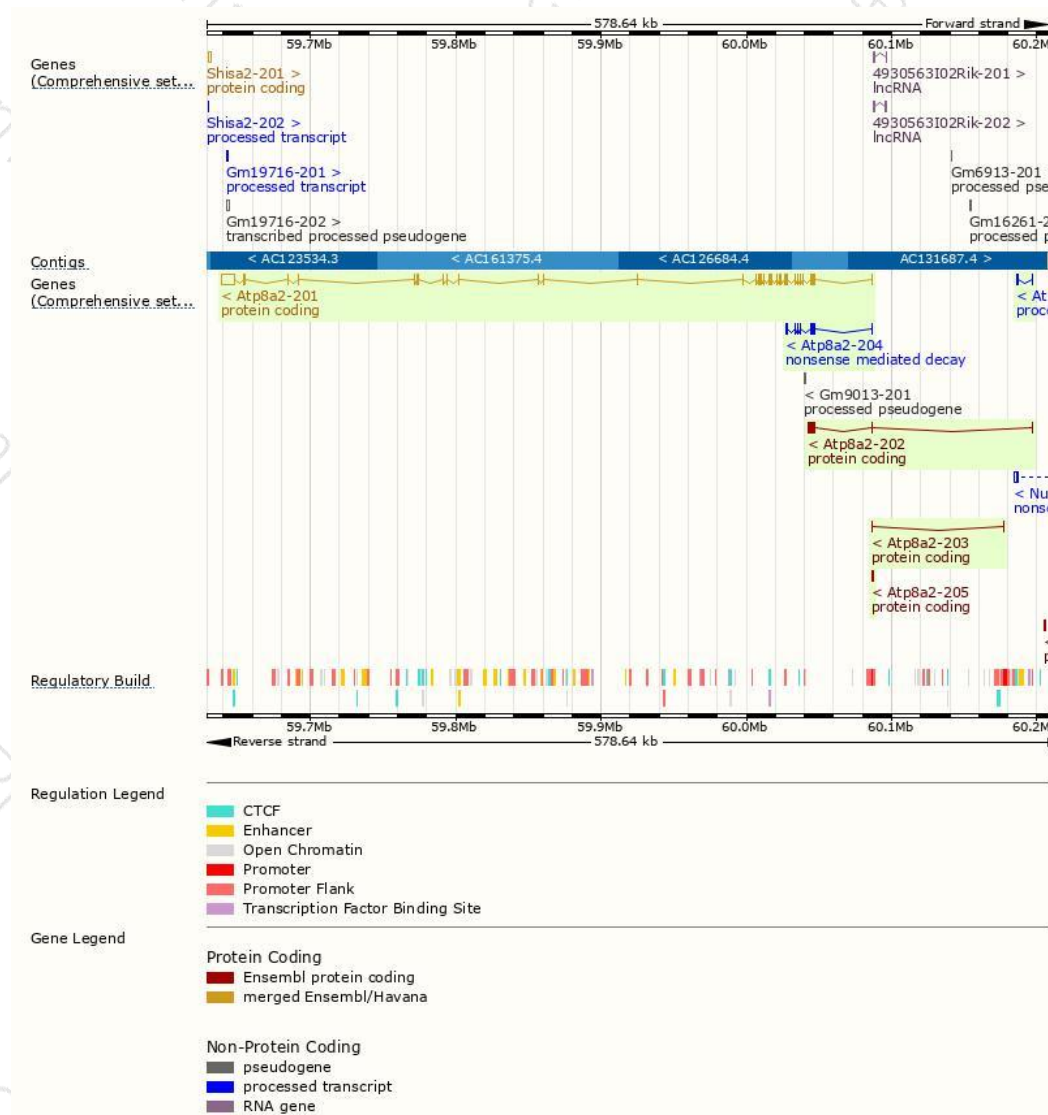 578.64 kb
Forward strand
59.7Mb 59.8Mb 59.9Mb 60.0Mb 60.1Mb 60.2M
Genes
(Comprehensive set...
Shisa2-201 >
protein coding
4930563I02Rik-201 >
lncRNA
Shisa2-202 >
processed transcript
4930563I02Rik-202 >
lncRNA
Gm19716-201 >
processed transcript
Gm6913-201
processed pse
Gm19716-202 >
transcribed processed pseudogene
Gm16261-2
processed p
Contigs
< AC123534.3 < AC161375.4 < AC126684.4 AC131687.4 >
Genes
(Comprehensive set...
< Atp8a2-201
protein coding
< At
proc
< Atp8a2-204
nonsense mediated decay
< Gm9013-201
processed pseudogene
< Atp8a2-202
protein coding
< Nu
nons
< Atp8a2-203
protein coding
< Atp8a2-205
protein coding
<
p
Regulatory Build
59.7Mb 59.8Mb 59.9Mb 60.0Mb 60.1Mb 60.2M
Reverse strand
578.64 kb
Regulation Legend
CTCF
Enhancer
Open Chromatin
Promoter
Promoter Flank
Transcription Factor Binding Site
Gene Legend
Protein Coding
Ensembl protein coding
merged Ensembl/Havana
Non-Protein Coding
pseudogene
processed transcript
RNA gene